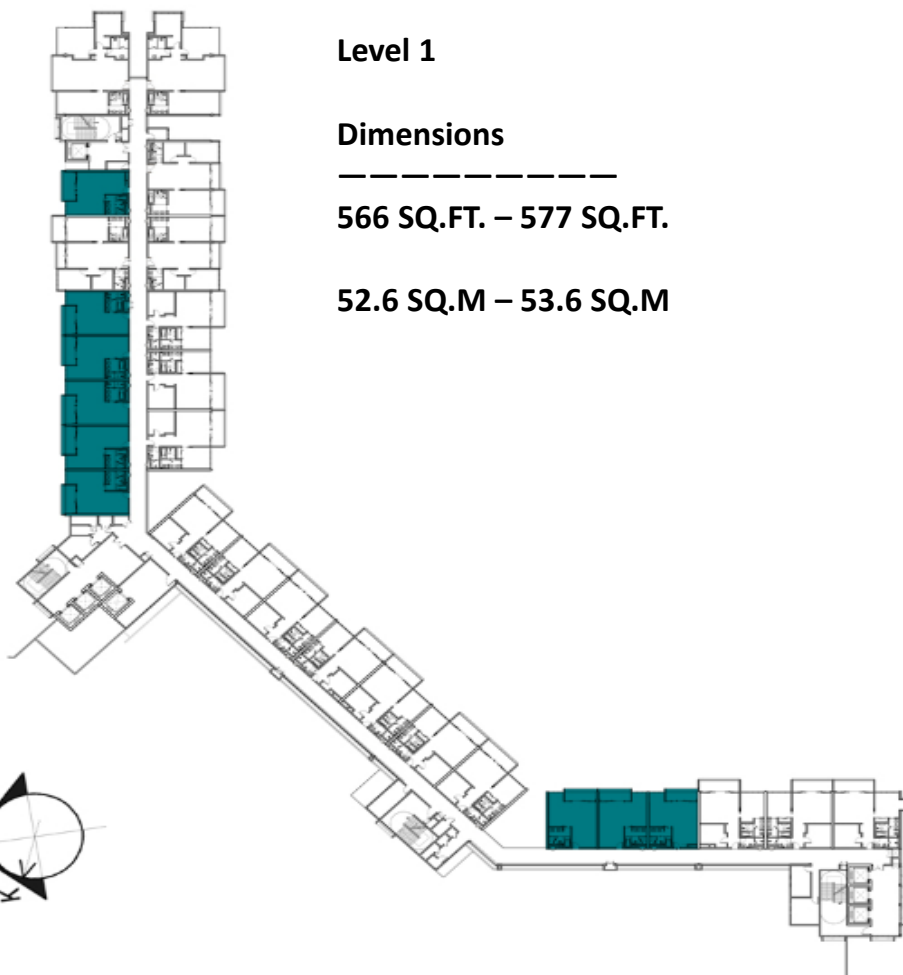 Level 1
Dimensions
—————————
566 SQ.FT. – 577 SQ.FT.
52.6 SQ.M – 53.6 SQ.M